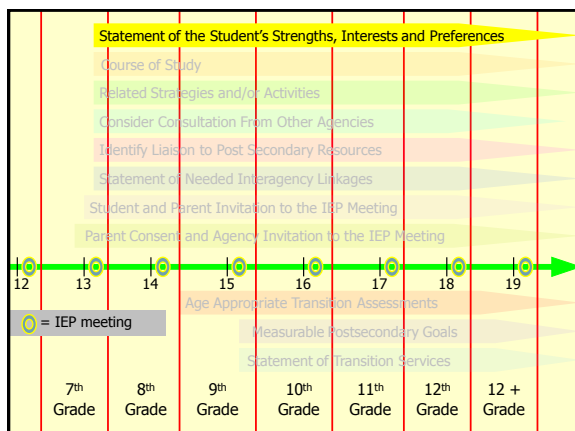 Statement of the Student's Strengths, Interests and Preferences
Course of Study
Related Strategies and/or Activities
Consider Consultation From Other Agencies
Identify Liaison to Post Secondary Resources
Statement of Needed Interagency Linkages
Student and Parent Invitation to the IEP Meeting
Parent Consent and Agency Invitation to the IEP Meeting
12 13 14 15 16 17 18 19
Age Appropriate Transition Assessments
= IEP meeting
Measurable Postsecondary Goals
Statement of Transition Services
7th 8th 9th 10th 11th 12th 12 +
Grade Grade Grade Grade Grade Grade Grade